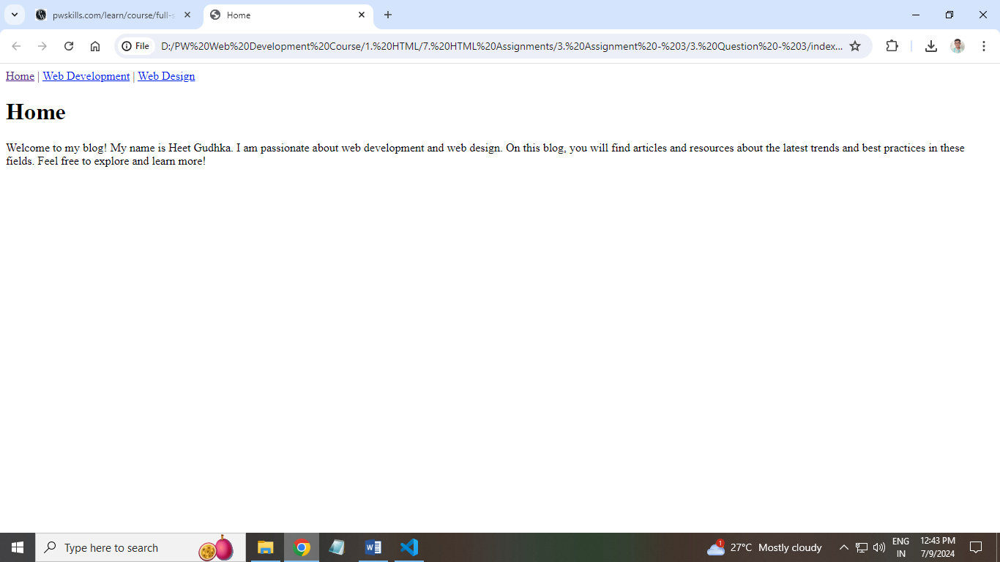 pwskills.com/learn/course/full-s
Home
File
D:/PW%20Web%20Development%20Course/1.%20HTML/7.%20HTML%20Assignments/3.%20Assignment%20-%203/3.%20Question%20-%203/index...
Home | Web Development | Web Design
Home
Welcome to my blog! My name is Heet Gudhka. I am passionate about web development and web design. On this blog, you will find articles and resources about the latest trends and best practices in these
fields. Feel free to explore and learn more!
Type here to search
1
27°C Mostly cloudy
ENG
IN
12:43 PM
7/9/2024